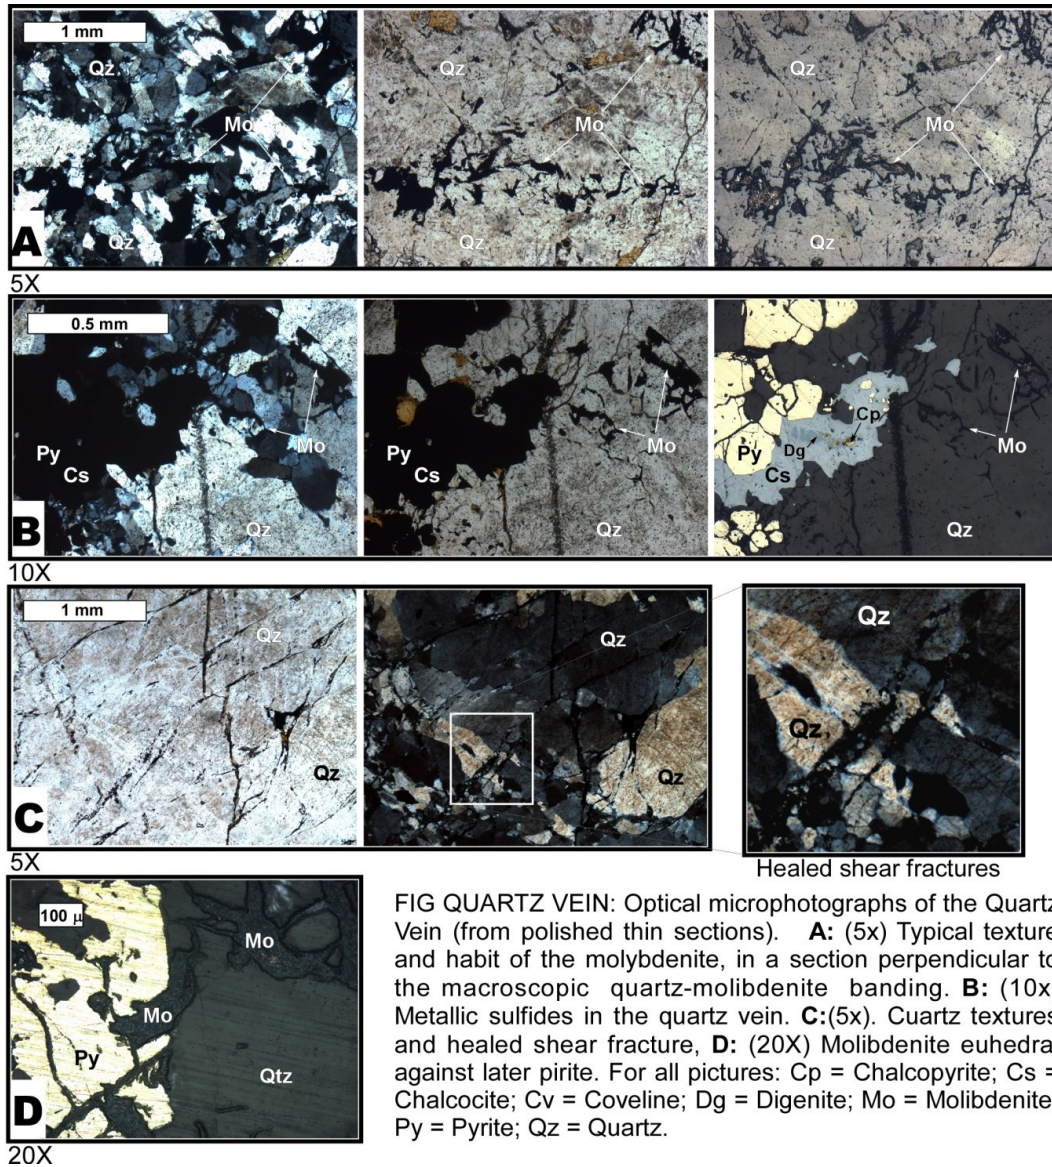 1 mm
Qz
Mo
Qz
Qz
Mo
Qz
Qz
Mo
Qz
A
5X
0.5 mm
Py
Cs
Mo
Qz
Mo
Py
Cs
Qz
Cp
Dg
Py
Cs
Mo
Qz
B
10X
1 mm
Qz
Qz
Qz
Qz
Qz
Qz
C
5X
Healed shear fractures
100 µ
Mo
Mo
Py
Qtz
D
20X
FIG QUARTZ VEIN: Optical microphotographs of the Quartz
Vein (from polished thin sections). A: (5x) Typical texture
and habit of the molybdenite, in a section perpendicular to
the macroscopic quartz-molibdenite banding. B: (10x
Metallic sulfides in the quartz vein. C:(5x). Cuartz textures
and healed shear fracture, D: (20X) Molibdenite euhedra
against later pirite. For all pictures: Cp = Chalcopyrite; Cs =
Chalcocite; Cv = Coveline; Dg = Digenite; Mo = Molibdenite
Py = Pyrite; Qz = Quartz.